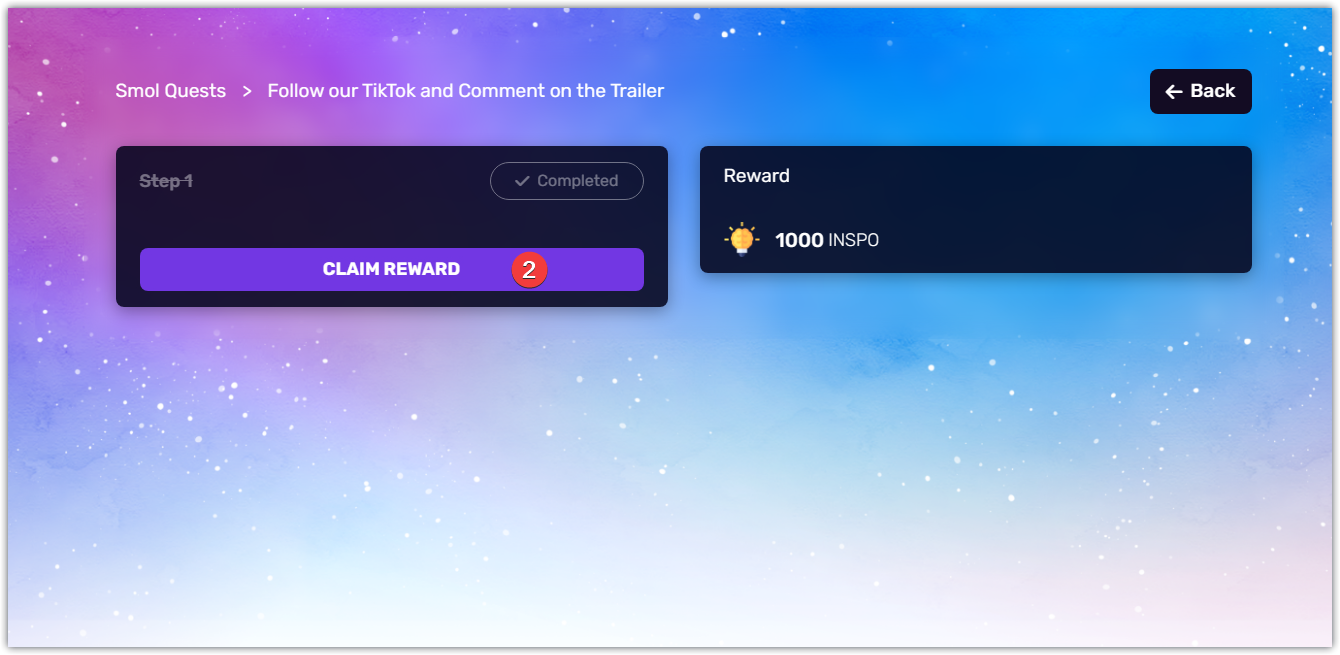 Smol Quests > Follow our TikTok and Comment on the Trailer
← Back
Step 1
✓ Completed
CLAIM REWARD
2
Reward
1000 INSPO